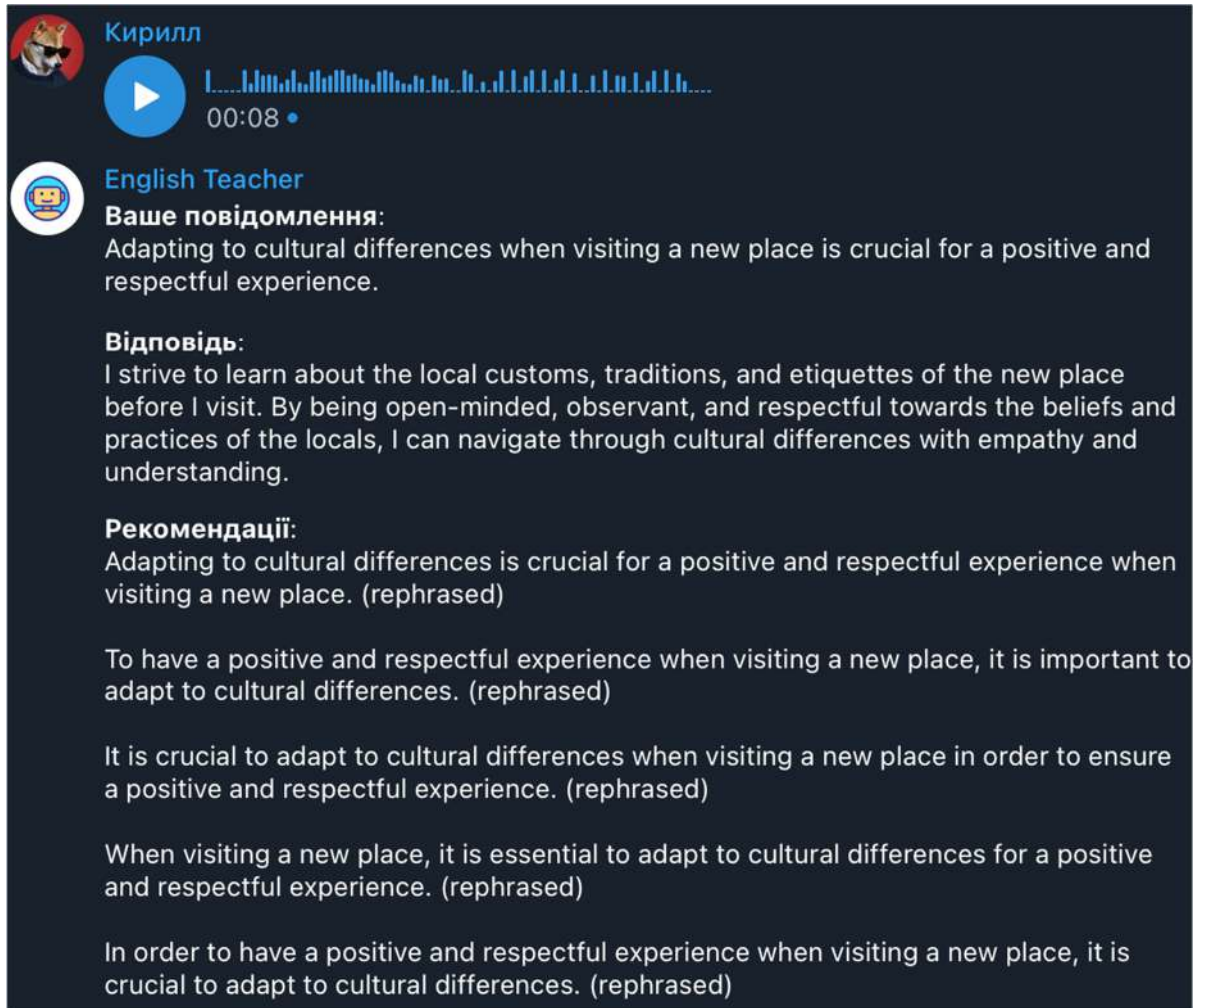 Кирилл
00:08
English Teacher
Ваше повідомлення:
Adapting to cultural differences when visiting a new place is crucial for a positive and
respectful experience.
Відповідь:
I strive to learn about the local customs, traditions, and etiquettes of the new place
before I visit. By being open-minded, observant, and respectful towards the beliefs and
practices of the locals, I can navigate through cultural differences with empathy and
understanding.
Рекомендації:
Adapting to cultural differences is crucial for a positive and respectful experience when
visiting a new place. (rephrased)
To have a positive and respectful experience when visiting a new place, it is important to
adapt to cultural differences. (rephrased)
It is crucial to adapt to cultural differences when visiting a new place in order to ensure
a positive and respectful experience. (rephrased)
When visiting a new place, it is essential to adapt to cultural differences for a positive
and respectful experience. (rephrased)
In order to have a positive and respectful experience when visiting a new place, it is
crucial to adapt to cultural differences. (rephrased)